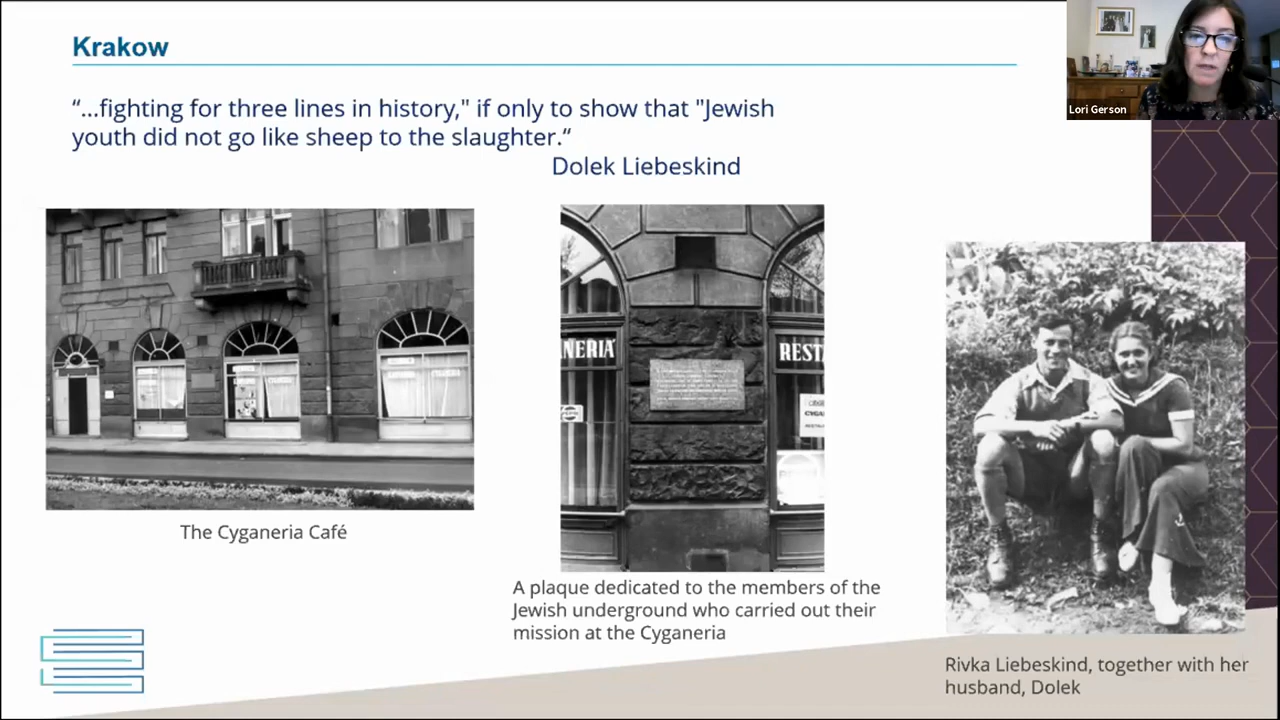 Krakow
“...fighting for three lines in history," if only to show that "Jewish
youth did not go like sheep to the slaughter.“
Dolek Liebeskind
Lori Gerson
NERIA
REST
The Cyganeria Café
A plaque dedicated to the members of the
Jewish underground who carried out their
mission at the Cyganeria
Rivka Liebeskind, together with her
husband, Dolek